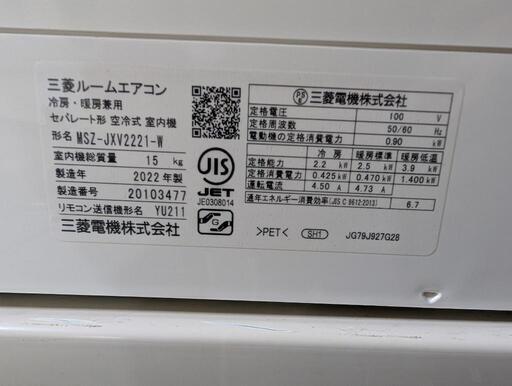 三菱ルームエアコン
冷房・暖房兼用
セパレート形 空冷式 室内機
形名 MSZ-JXV2221-W
室内機総質量 15 kg
製造年 2022 年製
製造番号 20103477
リモコン送信機形名 YU211
三菱電機株式会社
JIS
JET
JE0308014
G
PS E 三菱電機株式会社
定格電圧 100 V
定格周波数 50/60 Hz
電動機の定格消費電力 0.90 kW
冷 房 暖房標準 暖房低温
定格能力 2.2 kW 2.5 kW 3.9 kW
定格消費電力 0.425 kW 0.470 kW 1.400 kW
運転電流 4.50 A 4.73 A
通年エネルギー消費効率(JIS C 9612:2013) 6.7
>PET< SH1 JG79J927G28